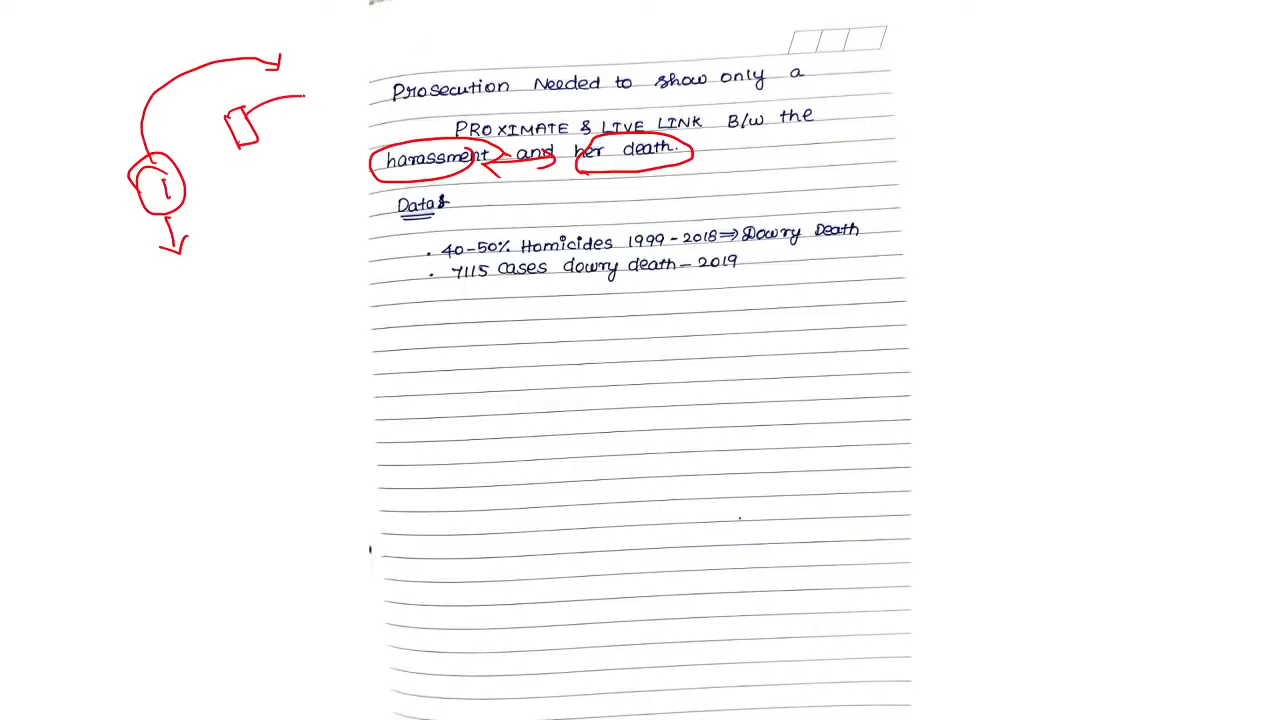 Prosecution Needed to show only a
PROXIMATE & LIVE LINK B/w the
harassment and her death.
Data:
. 40-50% Homicides 1999-2018 ⇒ Dowry Death
. 7115 cases dowry death - 2019